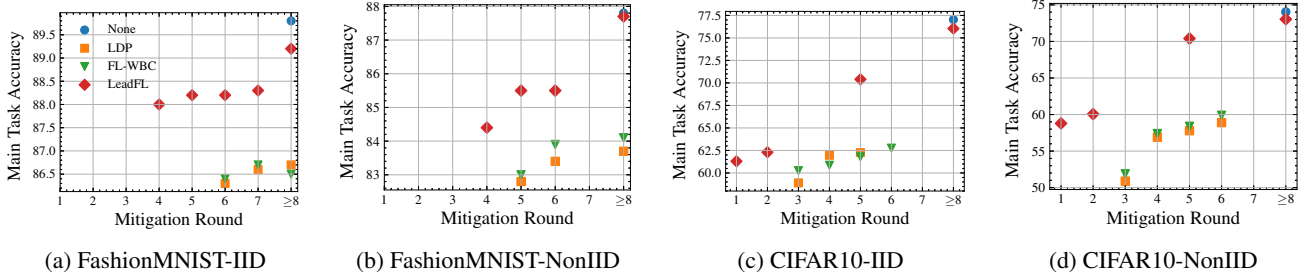 Main Task Accuracy
89.5
89.0
88.5
88.0
87.5
87.0
86.5
None
LDP
FL-WBC
LeadFL
1 2 3 4 5 6 7 ≥8
Mitigation Round
(a) FashionMNIST-IID
Main Task Accuracy
88
87
86
85
84
83
1 2 3 4 5 6 7 ≥8
Mitigation Round
(b) FashionMNIST-NonIID
Main Task Accuracy
77.5
75.0
72.5
70.0
67.5
65.0
62.5
60.0
1 2 3 4 5 6 7 ≥8
Mitigation Round
(c) CIFAR10-IID
Main Task Accuracy
75
70
65
60
55
50
1 2 3 4 5 6 7 ≥8
Mitigation Round
(d) CIFAR10-NonIID